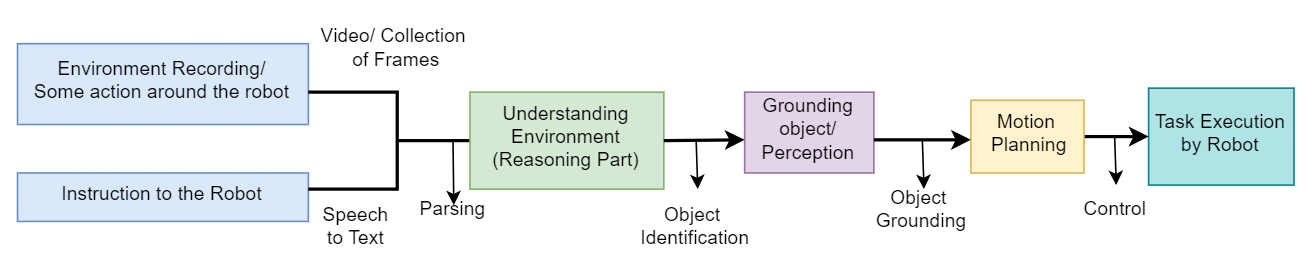 Environment Recording/
Some action around the robot
Instruction to the Robot
Video/ Collection
of Frames
Speech
to Text
Parsing
Understanding
Environment
(Reasoning Part)
Object
Identification
Grounding
object/
Perception
Object
Grounding
Motion
Planning
Control
Task Execution
by Robot